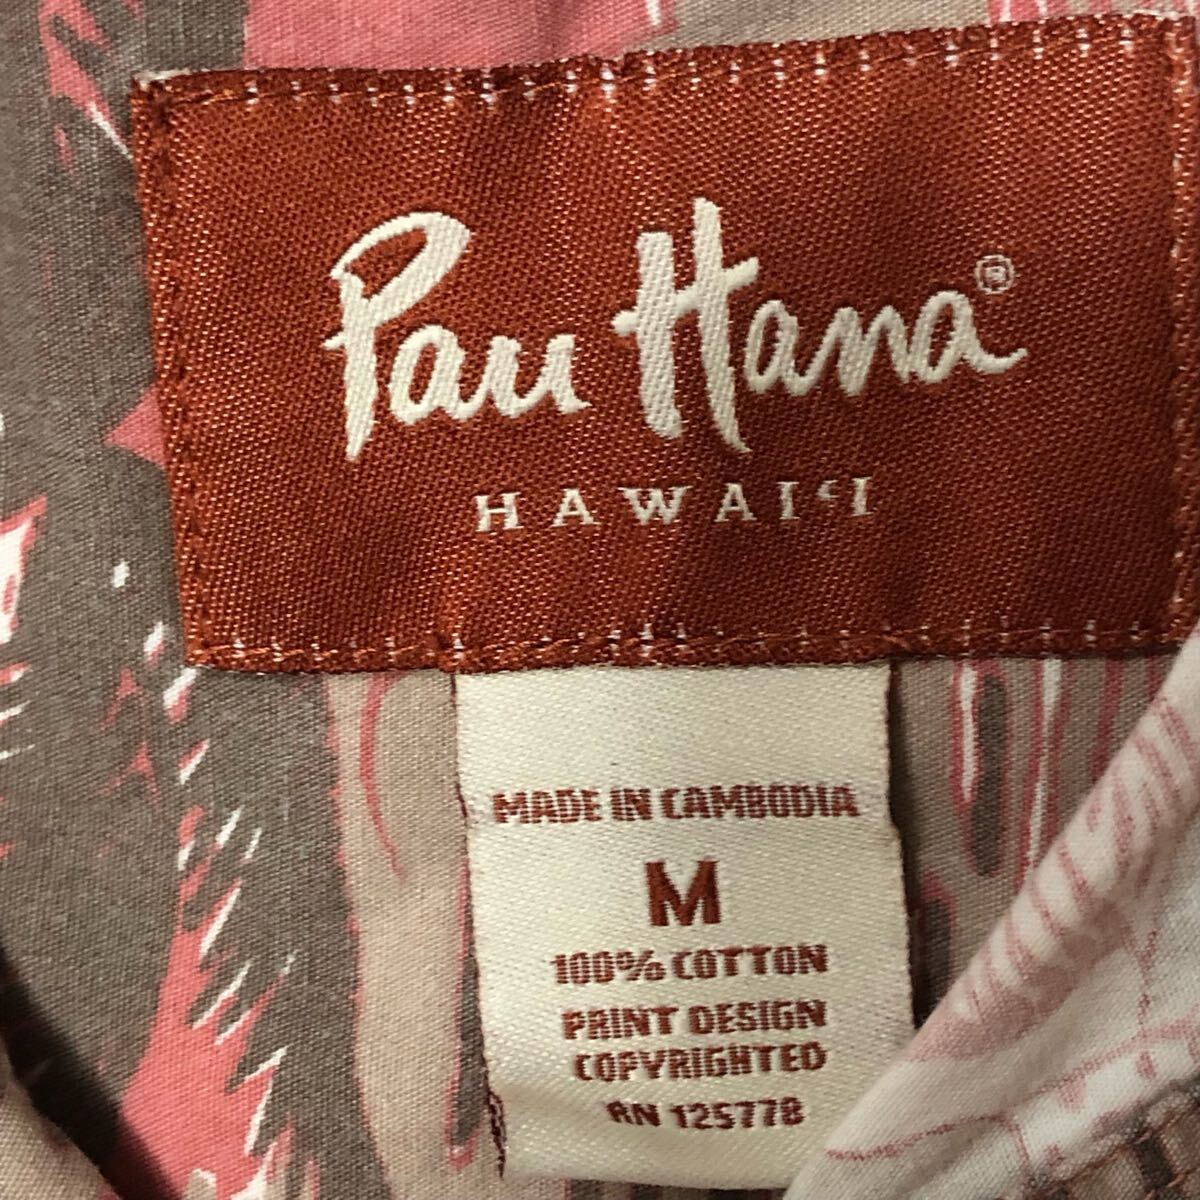 Pau Hana®
HAWAIʻI
MADE IN CAMBODIA
M
100% COTTON
PRINT DESIGN
COPYRIGHTED
RN 125778